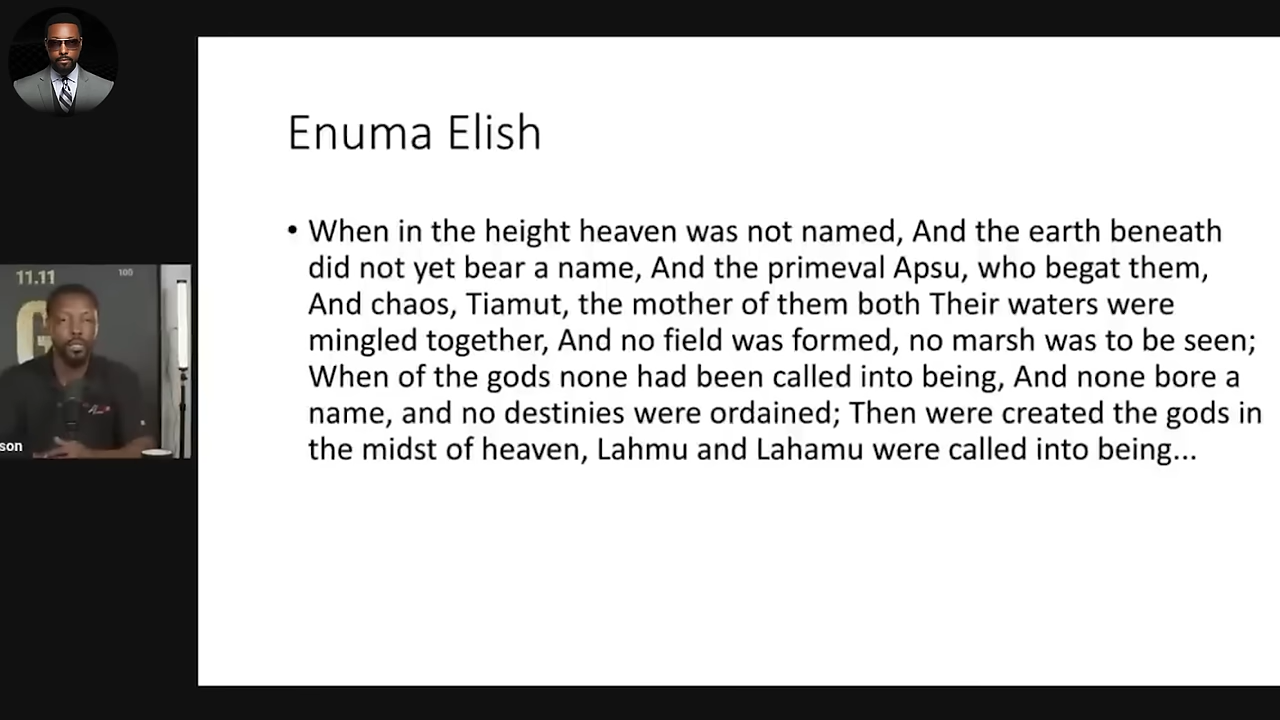 Enuma Elish
• When in the height heaven was not named, And the earth beneath
did not yet bear a name, And the primeval Apsu, who begat them,
And chaos, Tiamut, the mother of them both Their waters were
mingled together, And no field was formed, no marsh was to be seen;
When of the gods none had been called into being, And none bore a
name, and no destinies were ordained; Then were created the gods in
the midst of heaven, Lahmu and Lahamu were called into being...
11.11
100
G
son